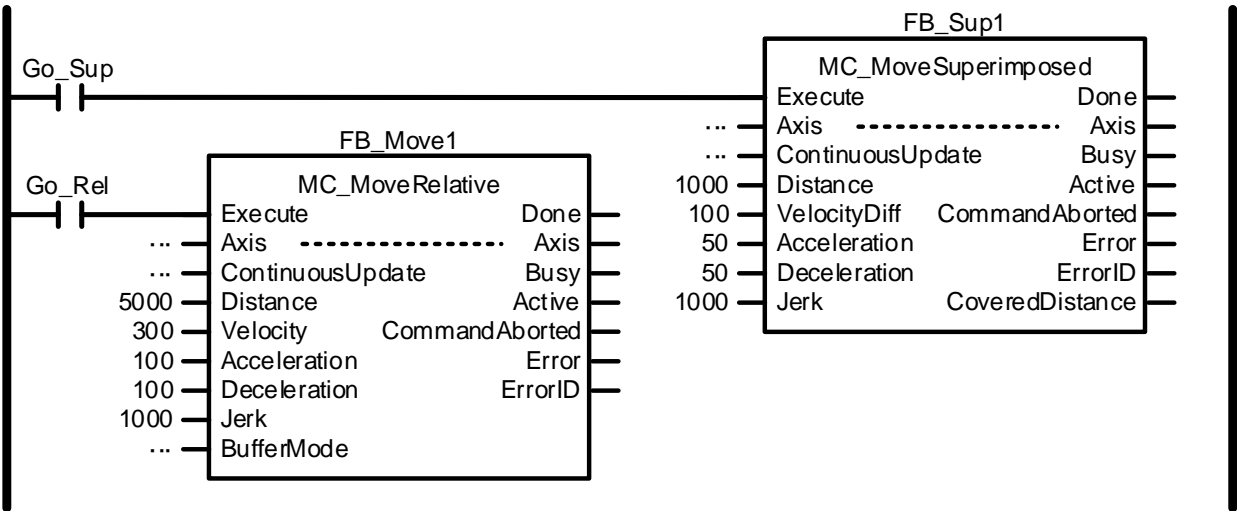 FB_Sup1
MC_MoveSuperimposed
Go_Sup
Execute Done
... Axis Axis
... ContinuousUpdate Busy
1000 Distance Active
100 VelocityDiff CommandAborted
50 Acceleration Error
50 Deceleration ErrorID
1000 Jerk CoveredDistance
FB_Move1
MC_MoveRelative
Go_Rel
Execute Done
... Axis Axis
... ContinuousUpdate Busy
5000 Distance Active
300 Velocity CommandAborted
100 Acceleration Error
100 Deceleration ErrorID
1000 Jerk
... BufferMode